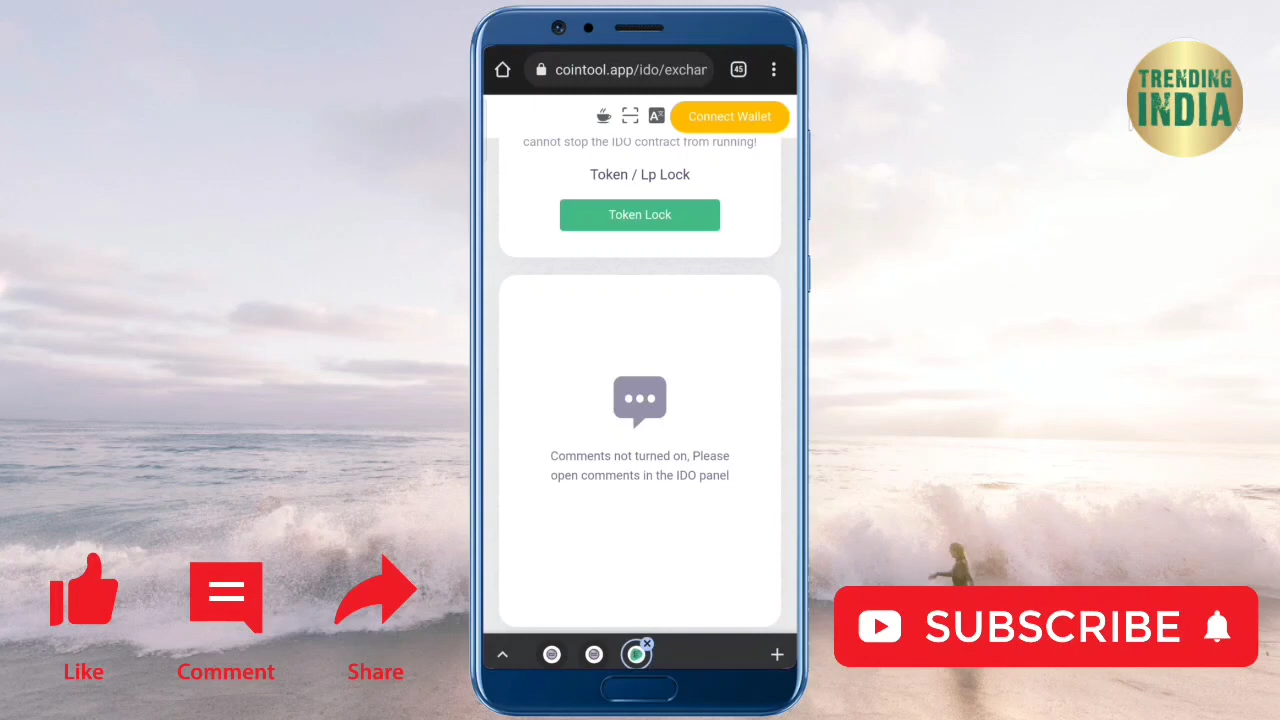 cointool.app/ido/exchar
45
TRENDING
INDIA
Connect Wallet
cannot stop the IDO contract from running!
Token / Lp Lock
Token Lock
Comments not turned on, Please
open comments in the IDO panel
SUBSCRIBE
Like
Comment
Share